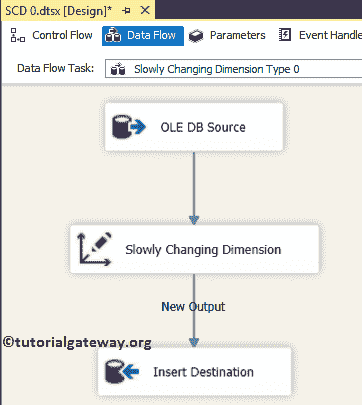 SCD 0.dtsx [Design]*
Control Flow Data Flow Parameters Event Handle
Data Flow Task: Slowly Changing Dimension Type 0
OLE DB Source
Slowly Changing Dimension
New Output
©tutorialgateway.org
Insert Destination